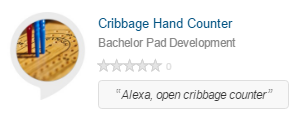 Cribbage Hand Counter
Bachelor Pad Development
0
"Alexa, open cribbage counter"